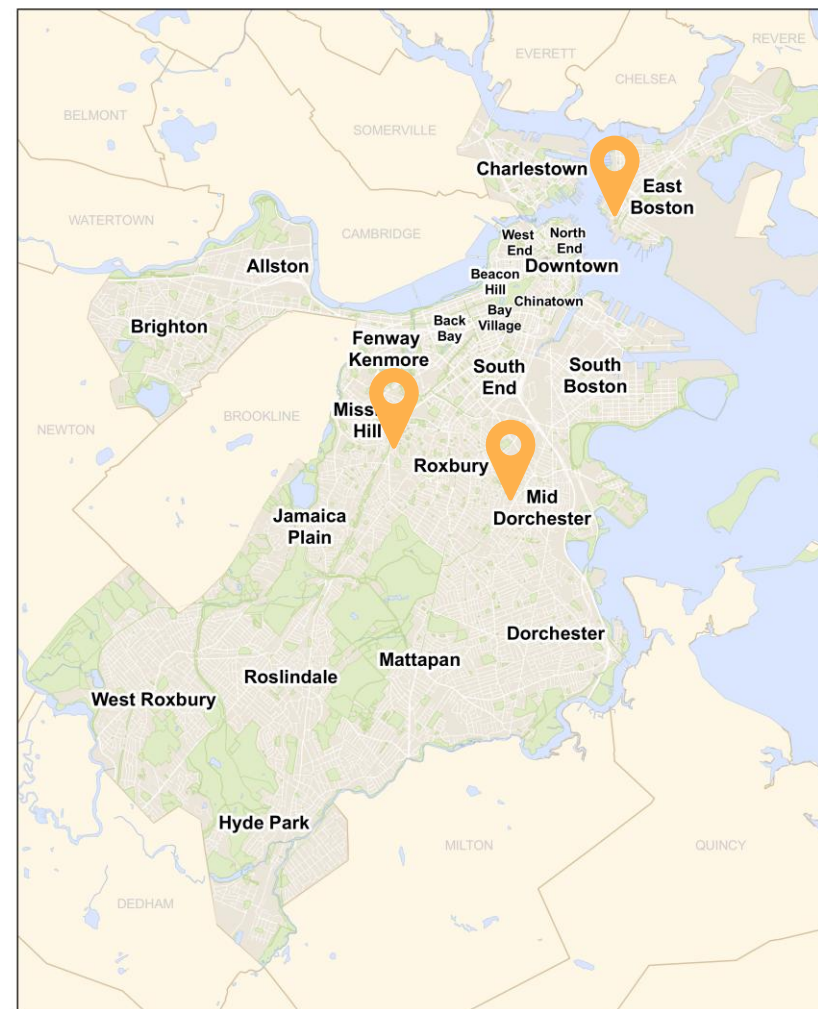 REVERE
EVERETT
CHELSEA
BELMONT
SOMERVILLE
Charlestown
East
Boston
WATERTOWN
CAMBRIDGE
West
End
North
End
Allston
Downtown
Beacon
Hill
Chinatown
Bay
Village
Back
Bay
Brighton
Fenway
Kenmore
South
End
South
Boston
BROOKLINE
Miss
Hill
NEWTON
Roxbury
Mid
Dorchester
Jamaica
Plain
Dorchester
Mattapan
Roslindale
West Roxbury
Hyde Park
MILTON
QUINCY
DEDHAM